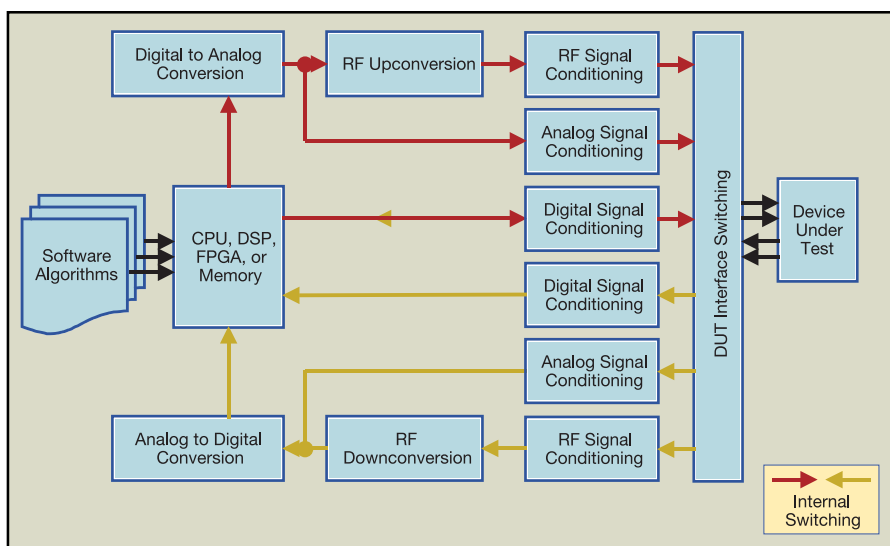 Digital to Analog
Conversion
RF Upconversion
RF Signal
Conditioning
Analog Signal
Conditioning
Software
Algorithms
CPU, DSP,
FPGA, or
Memory
Digital Signal
Conditioning
DUT Interface Switching
Device
Under
Test
Digital Signal
Conditioning
Analog Signal
Conditioning
Analog to Digital
Conversion
RF
Downconversion
RF Signal
Conditioning
Internal
Switching